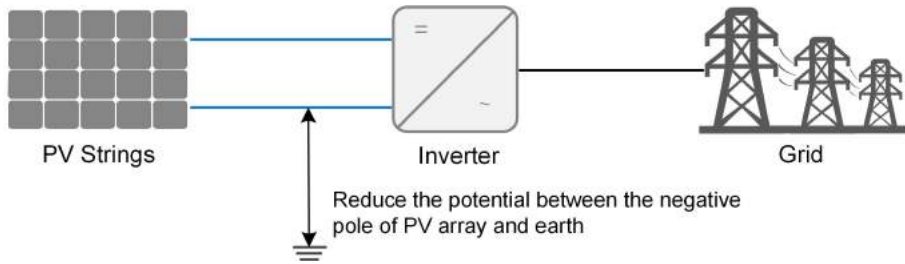 PV Strings
Inverter
Grid
Reduce the potential between the negative
pole of PV array and earth